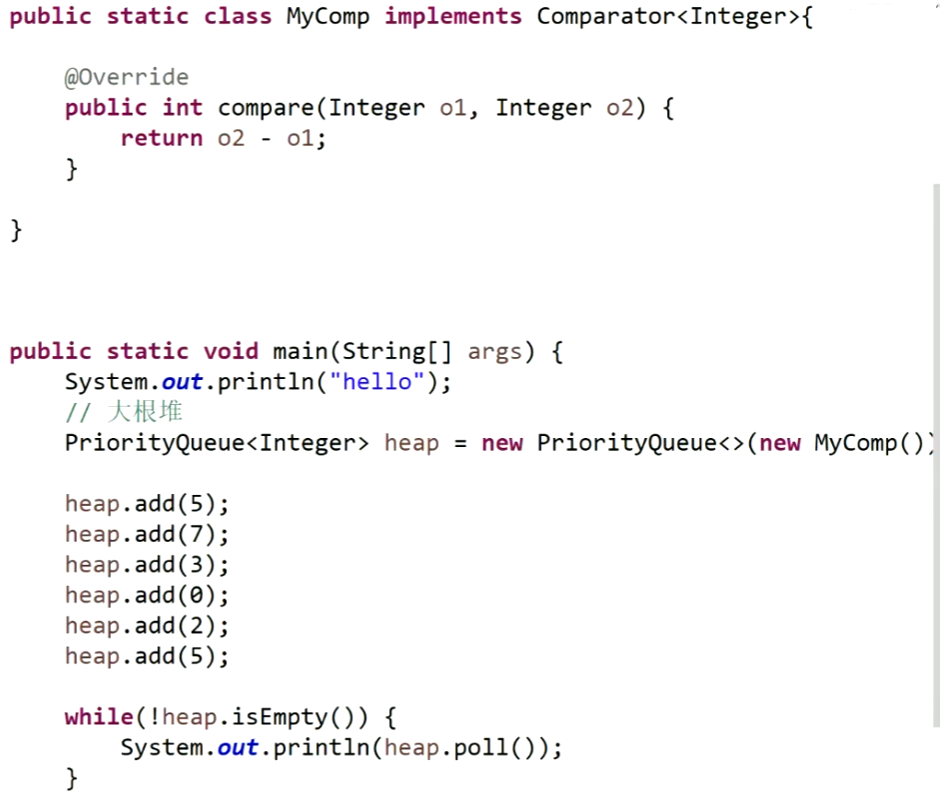 public static class MyComp implements Comparator<Integer>{
@Override
public int compare(Integer o1, Integer o2) {
return o2 - o1;
}
}
public static void main(String[] args) {
System.out.println("hello");
// 大根堆
PriorityQueue<Integer> heap = new PriorityQueue<>(new MyComp())
heap.add(5);
heap.add(7);
heap.add(3);
heap.add(0);
heap.add(2);
heap.add(5);
while(!heap.isEmpty()) {
System.out.println(heap.poll());
}